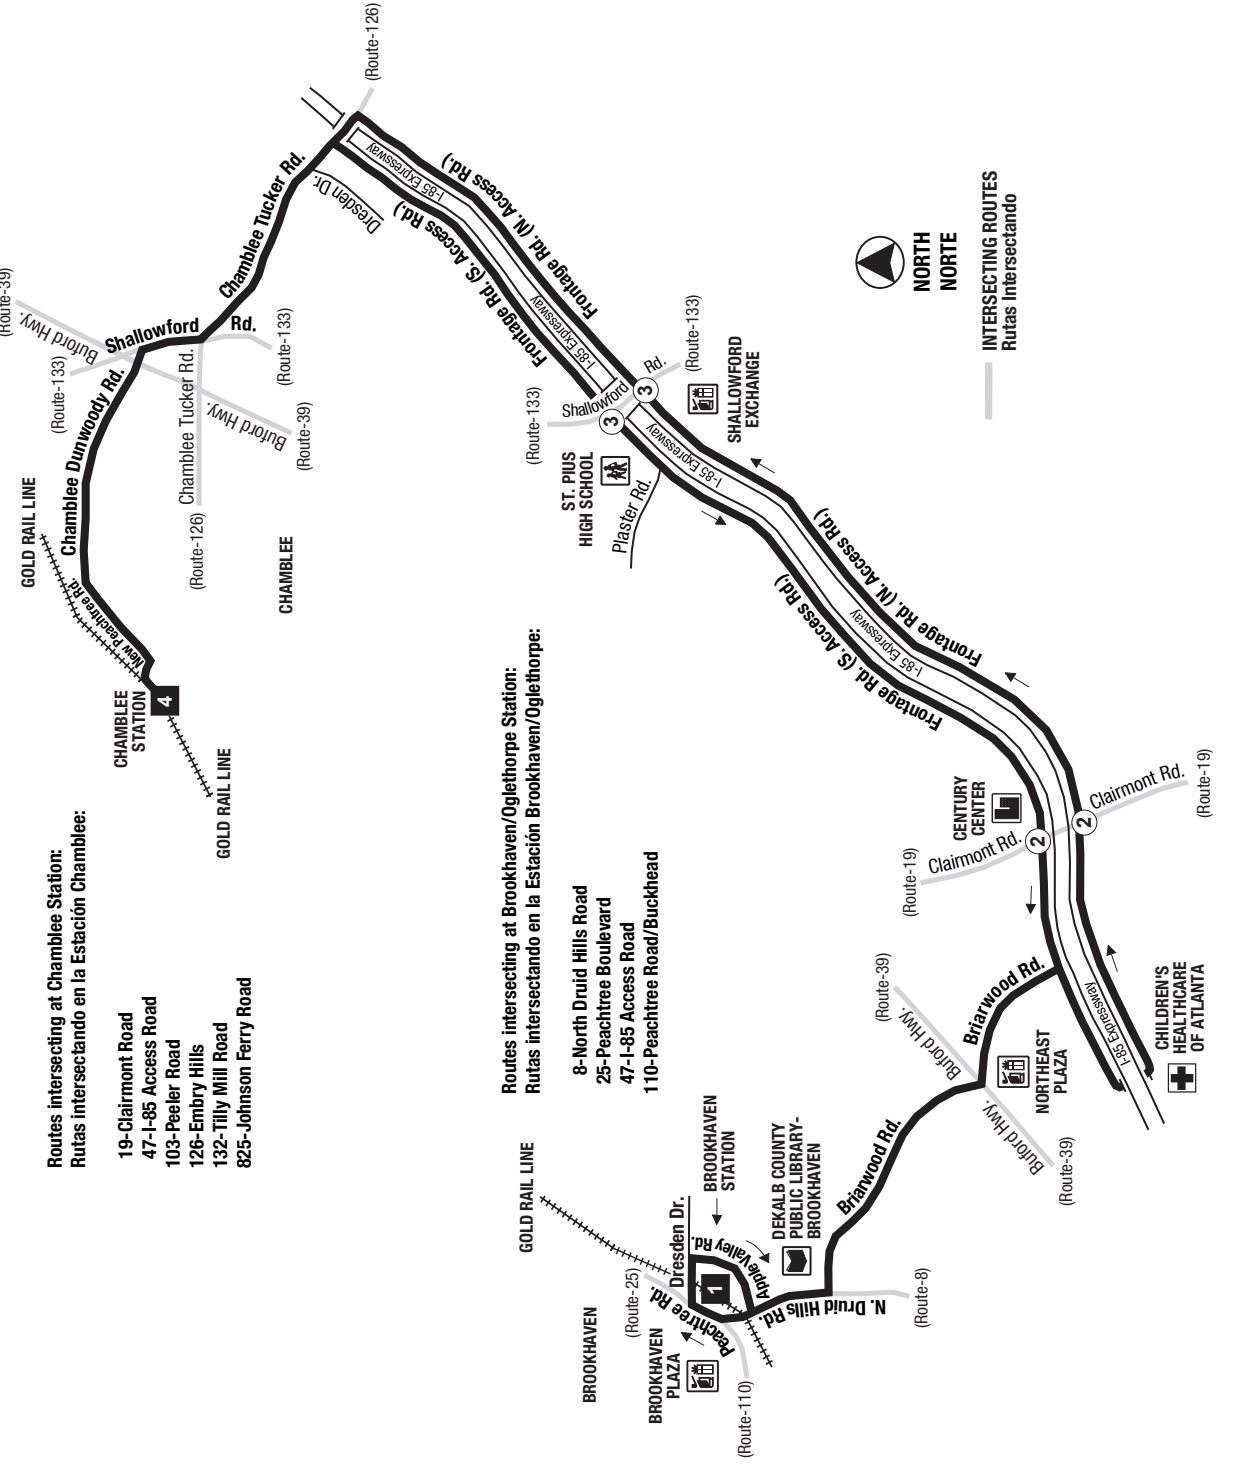 Routes intersecting at Chamblee Station:
Rutas intersectando en la Estación Chamblee:
19-Clairmont Road
47-I-85 Access Road
103-Peeler Road
126-Embry Hills
132-Tilly Mill Road
825-Johnson Ferry Road
GOLD RAIL LINE
CHAMBLEE
STATION
4
GOLD RAIL LINE
New Peachtree Rd.
Chamblee Dunwoody Rd.
CHAMBLEE
(Route-39)
Buford Hwy.
(Route-133)
Shallowford
Rd.
(Route-133)
Chamblee Tucker Rd.
(Route-126)
Buford Hwy.
(Route-39)
Chamblee Tucker Rd.
Dresden Dr.
(Route-126)
I-85 Expressway
Frontage Rd. (N. Access Rd.)
Frontage Rd. (S. Access Rd.)
I-85 Expressway
Routes intersecting at Brookhaven/Oglethorpe Station:
Rutas intersectando en la Estación Brookhaven/Oglethorpe:
8-North Druid Hills Road
25-Peachtree Boulevard
47-I-85 Access Road
110-Peachtree Road/Buckhead
(Route-133)
Shallowford
Rd.
(Route-133)
3
3
ST. PIUS
HIGH SCHOOL
Plaster Rd.
SHALLOWFORD
EXCHANGE
I-85 Expressway
Frontage Rd. (S. Access Rd.)
Frontage Rd. (N. Access Rd.)
I-85 Expressway
GOLD RAIL LINE
BROOKHAVEN
(Route-25)
Peachtree Rd.
BROOKHAVEN
PLAZA
(Route-110)
Dresden Dr.
1
Apple Valley Rd.
BROOKHAVEN
STATION
DEKALB COUNTY
PUBLIC LIBRARY-
BROOKHAVEN
N. Druid Hills Rd.
(Route-8)
Briarwood Rd.
(Route-39)
Buford Hwy.
Buford Hwy.
(Route-39)
Briarwood Rd.
NORTHEAST
PLAZA
(Route-19)
Clairmont Rd.
CENTURY
CENTER
2
2
Clairmont Rd.
(Route-19)
I-85 Expressway
CHILDREN'S
HEALTHCARE
OF ATLANTA
NORTH
NORTE
INTERSECTING ROUTES
Rutas Intersectando